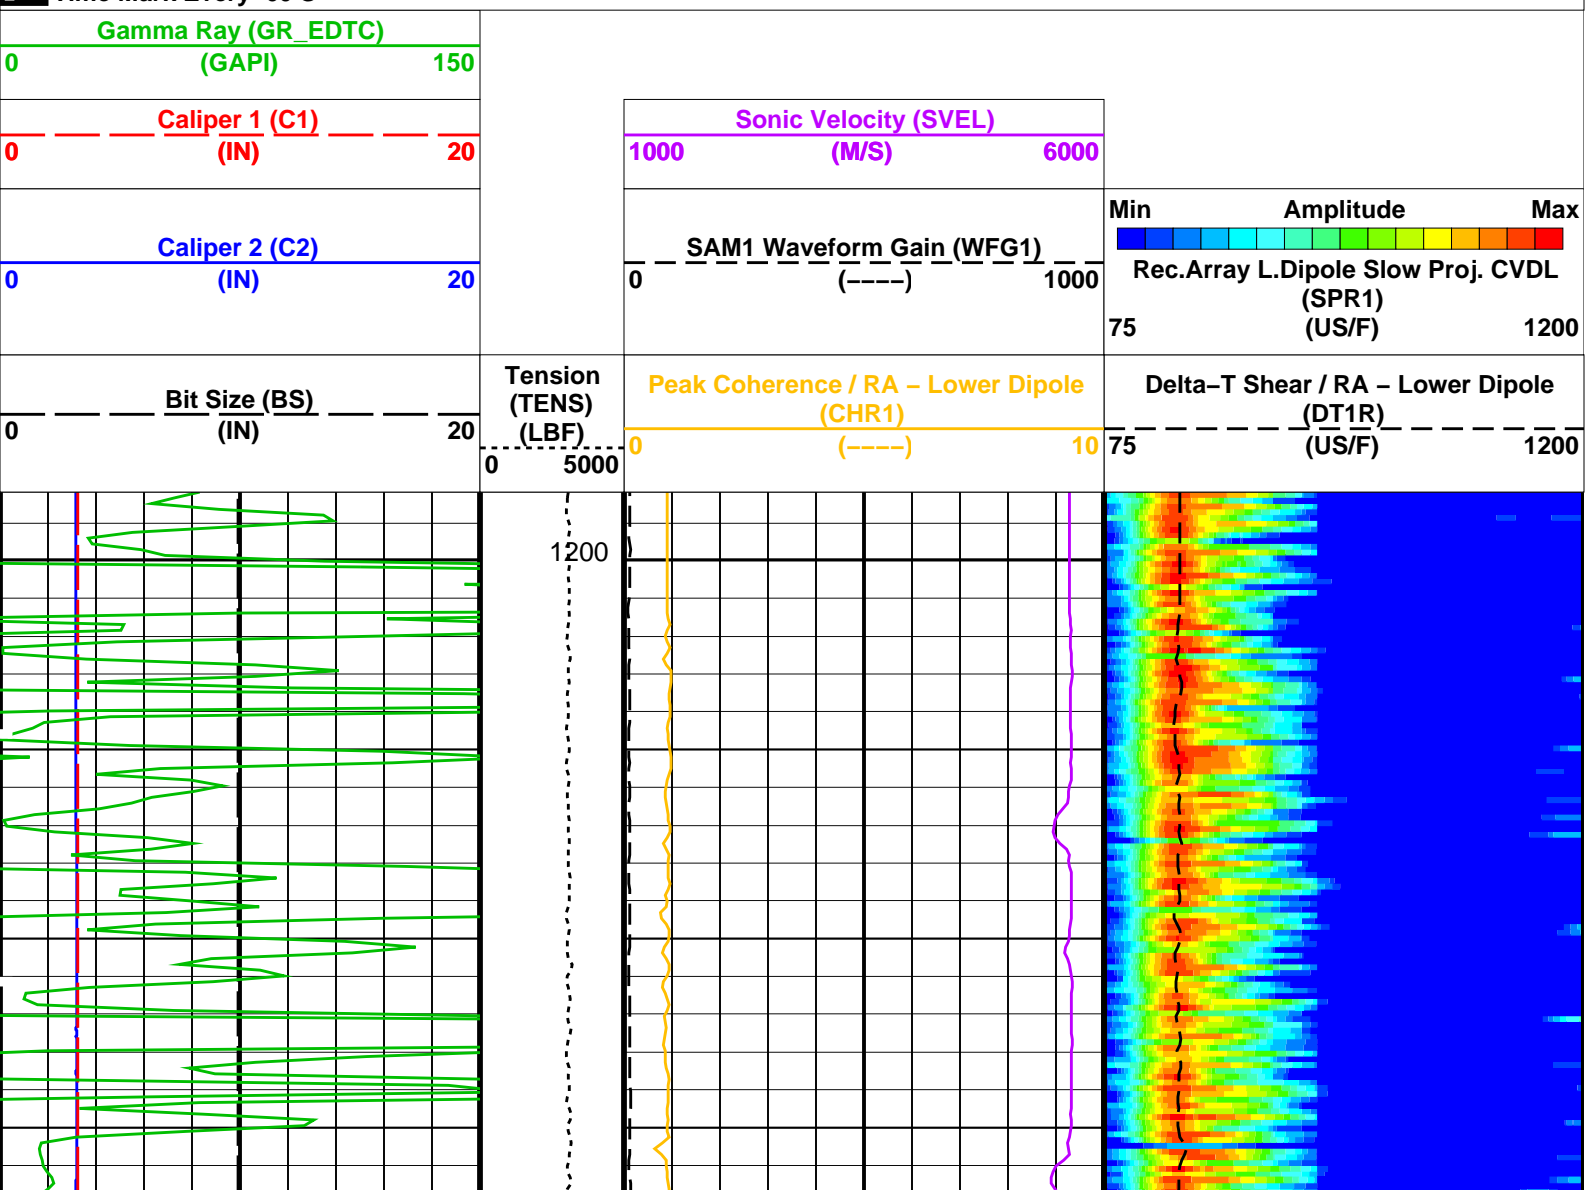 Gamma Ray (GR_EDTC)
0 (GAPI) 150
Caliper 1 (C1)
0 (IN) 20
Caliper 2 (C2)
0 (IN) 20
Bit Size (BS)
0 (IN) 20
Tension
(TENS)
(LBF)
0 5000
Sonic Velocity (SVEL)
1000 (M/S) 6000
SAM1 Waveform Gain (WFG1)
0 (----) 1000
Peak Coherence / RA - Lower Dipole
(CHR1)
0 (----) 10
Min Amplitude Max
Rec.Array L.Dipole Slow Proj. CVDL
(SPR1)
75 (US/F) 1200
Delta-T Shear / RA - Lower Dipole
(DT1R)
75 (US/F) 1200
1200